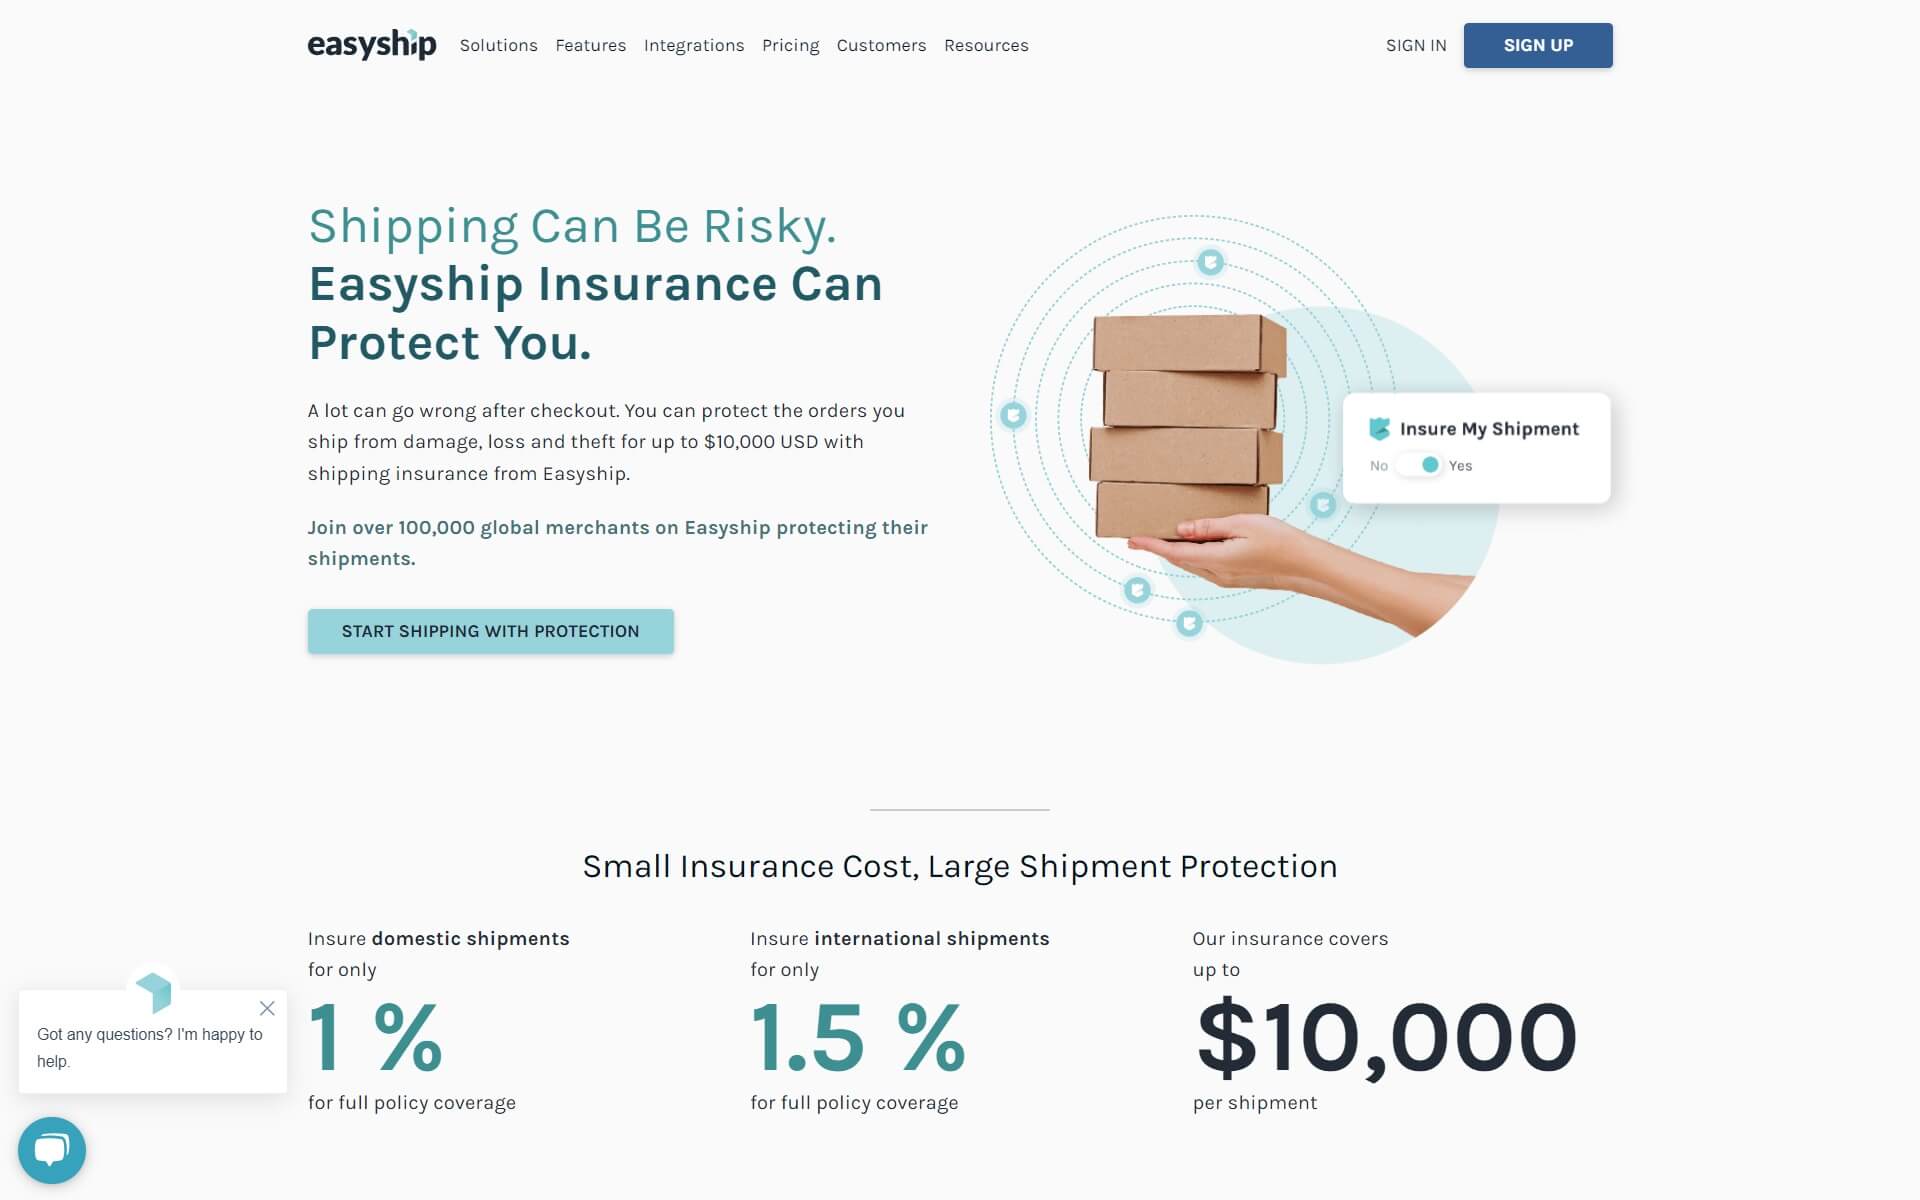 easyship
Solutions
Features
Integrations
Pricing
Customers
Resources
SIGN IN
SIGN UP
Shipping Can Be Risky.
Easyship Insurance Can
Protect You.
A lot can go wrong after checkout. You can protect the orders you
ship from damage, loss and theft for up to $10,000 USD with
shipping insurance from Easyship.
Join over 100,000 global merchants on Easyship protecting their
shipments.
START SHIPPING WITH PROTECTION
Insure My Shipment
No Yes
Small Insurance Cost, Large Shipment Protection
Insure domestic shipments
for only
1 %
for full policy coverage
Insure international shipments
for only
1.5 %
for full policy coverage
Our insurance covers
up to
$10,000
per shipment
Got any questions? I'm happy to
help.